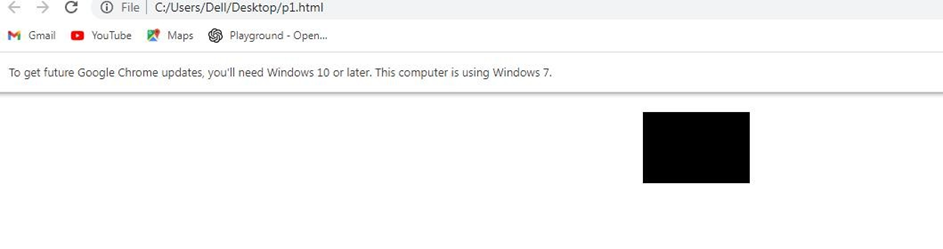 File C:/Users/Dell/Desktop/p1.html
Gmail YouTube Maps Playground - Open...
To get future Google Chrome updates, you'll need Windows 10 or later. This computer is using Windows 7.